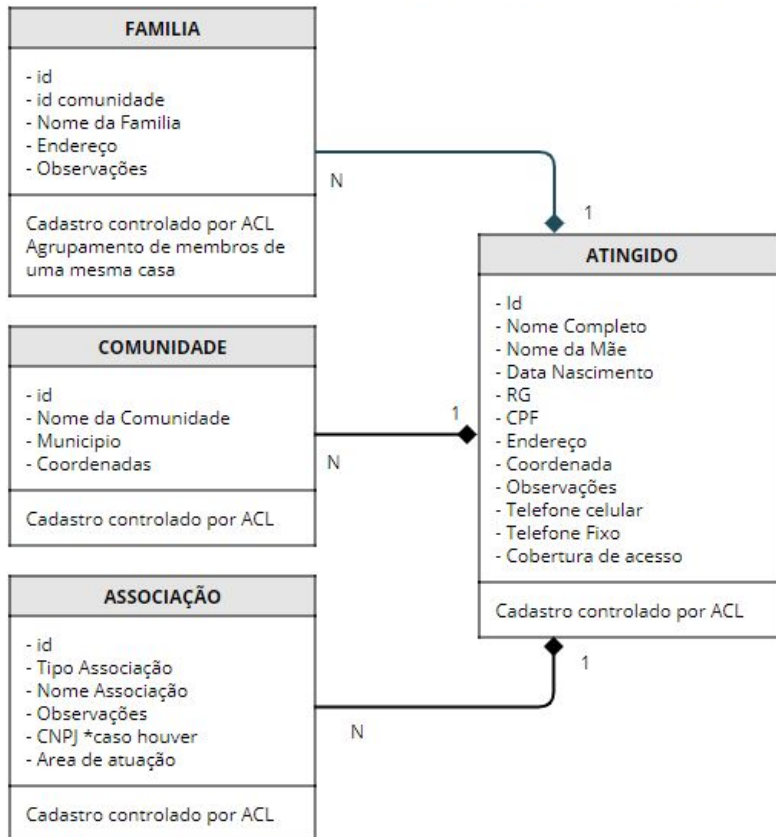 FAMILIA
- id
- id comunidade
- Nome da Familia
- Endereço
- Observações
Cadastro controlado por ACL
Agrupamento de membros de
uma mesma casa
N
1
COMUNIDADE
- id
- Nome da Comunidade
- Municipio
- Coordenadas
Cadastro controlado por ACL
N
1
ASSOCIAÇÃO
- id
- Tipo Associação
- Nome Associação
- Observações
- CNPJ *caso houver
- Area de atuação
Cadastro controlado por ACL
N
1
ATINGIDO
- Id
- Nome Completo
- Nome da Mãe
- Data Nascimento
- RG
- CPF
- Endereço
- Coordenada
- Observações
- Telefone celular
- Telefone Fixo
- Cobertura de acesso
Cadastro controlado por ACL